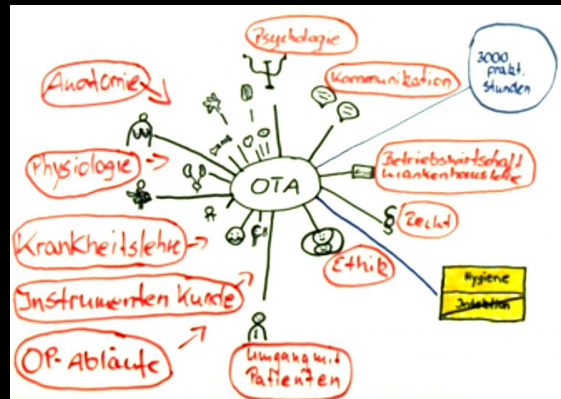 Psychologie
3000
prakt.
stunden
Anatomie
Kommunikation
Physiologie
Betriebswirtschaft
Krankenhauslehre
OTA
§
Recht
Krankheitslehre
Ethik
Hygiene
Infektion
Instrumenten Kunde
OP-Abläufe
Umgang mit
Patienten